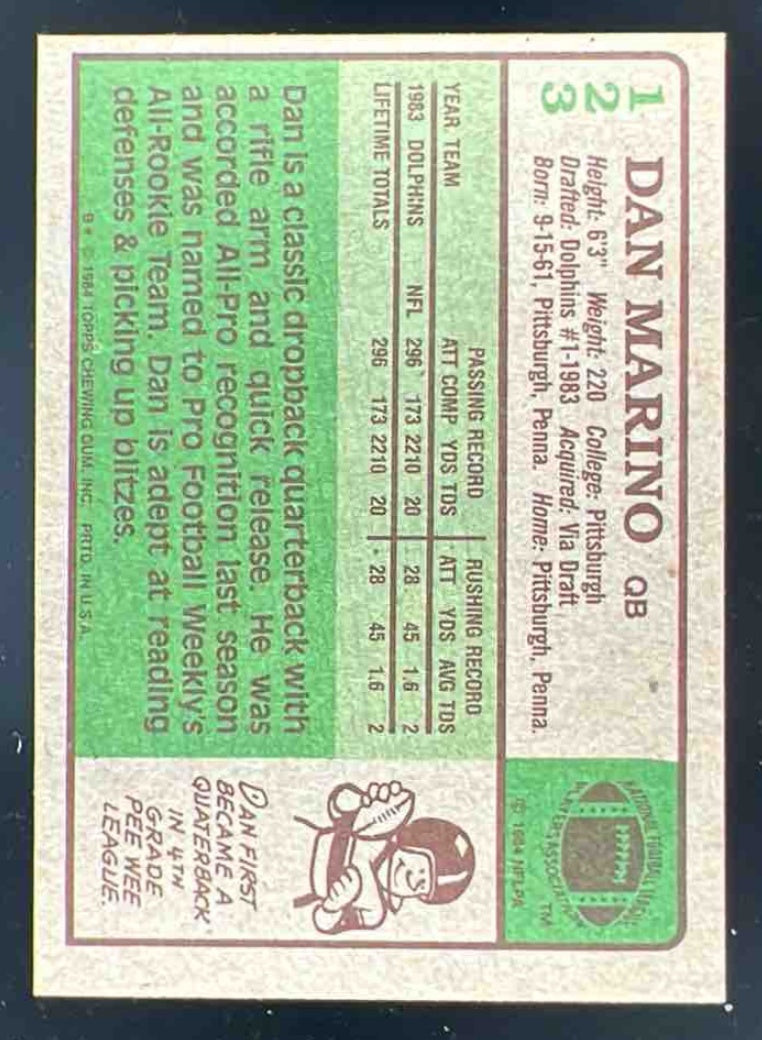 123
DAN MARINO QB
Height: 6'3" Weight: 220 College: Pittsburgh
Drafted: Dolphins #1-1983 Acquired: Via Draft
Born: 9-15-61, Pittsburgh, Penna. Home: Pittsburgh, Penna.
NATIONAL FOOTBALL LEAGUE
PLAYERS ASSOCIATION
TM
© 1984 NFLPA
PASSING RECORD RUSHING RECORD
YEAR TEAM ATT COMP YDS TDS ATT YDS AVG TDS
1983 DOLPHINS NFL 296 173 2210 20 28 45 1.6 2
LIFETIME TOTALS 296 173 2210 20 28 45 1.6 2
Dan is a classic dropback quarterback with
a rifle arm and quick release. He was
accorded All-Pro recognition last season
and was named to Pro Football Weekly's
All-Rookie Team. Dan is adept at reading
defenses & picking up blitzes.
B* © 1984 TOPPS CHEWING GUM, INC. PRTD. IN U.S.A.
DAN FIRST
BECAME A
QUATERBACK
IN 4TH
GRADE
PEE WEE
LEAGUE.